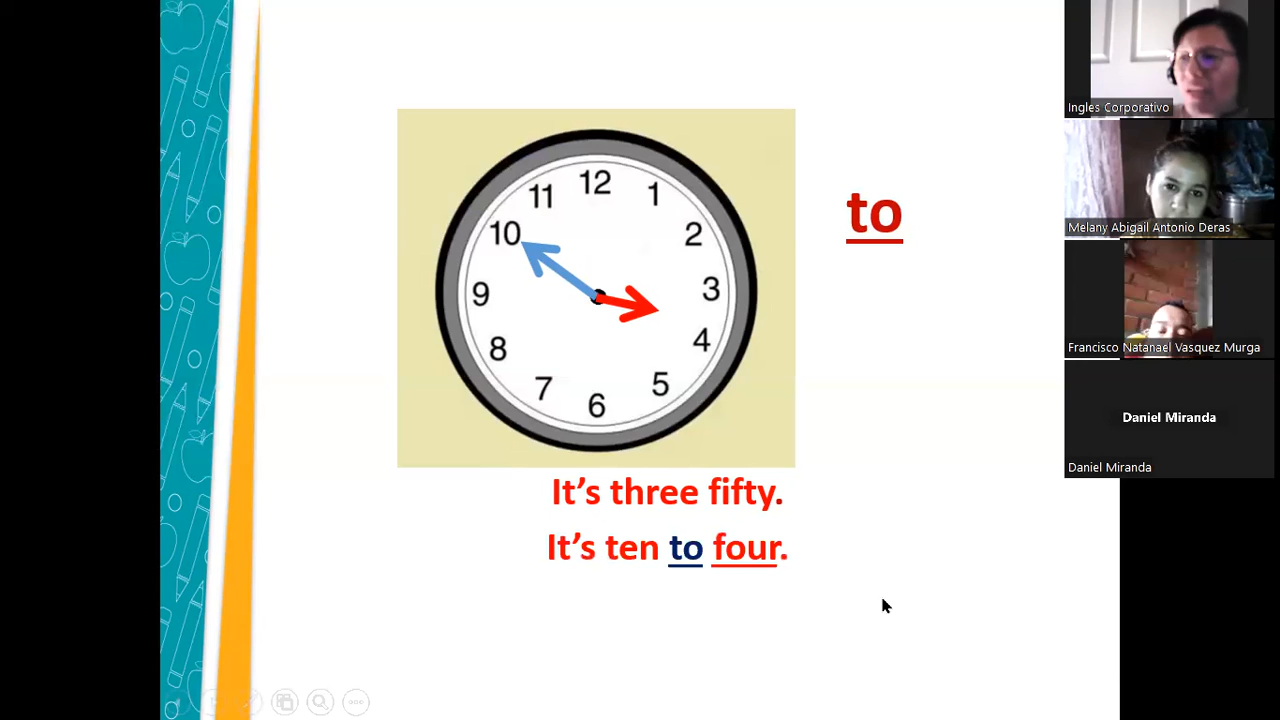 12
11
1
10
2
9
3
8
4
7
5
6
to
It's three fifty.
It's ten to four.
Ingles Corporativo
Melany Abigail Antonio Deras
Francisco Natanael Vasquez Murga
Daniel Miranda
Daniel Miranda